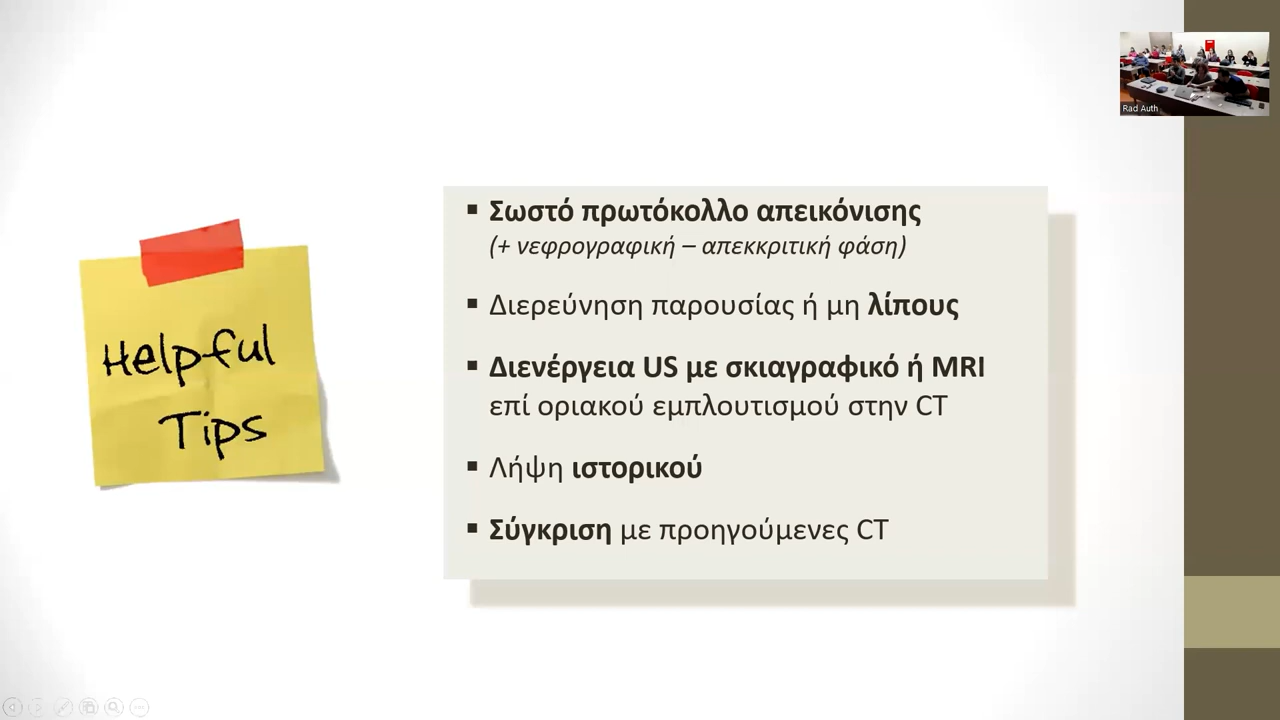 Helpful
Tips
▪ Σωστό πρωτόκολλο απεικόνισης
(+ νεφρογραφική – απεκκριτική φάση)
▪ Διερεύνηση παρουσίας ή μη λίπους
▪ Διενέργεια US με σκιαγραφικό ή MRI
επί οριακού εμπλουτισμού στην CT
▪ Λήψη ιστορικού
▪ Σύγκριση με προηγούμενες CT
Rad Auth